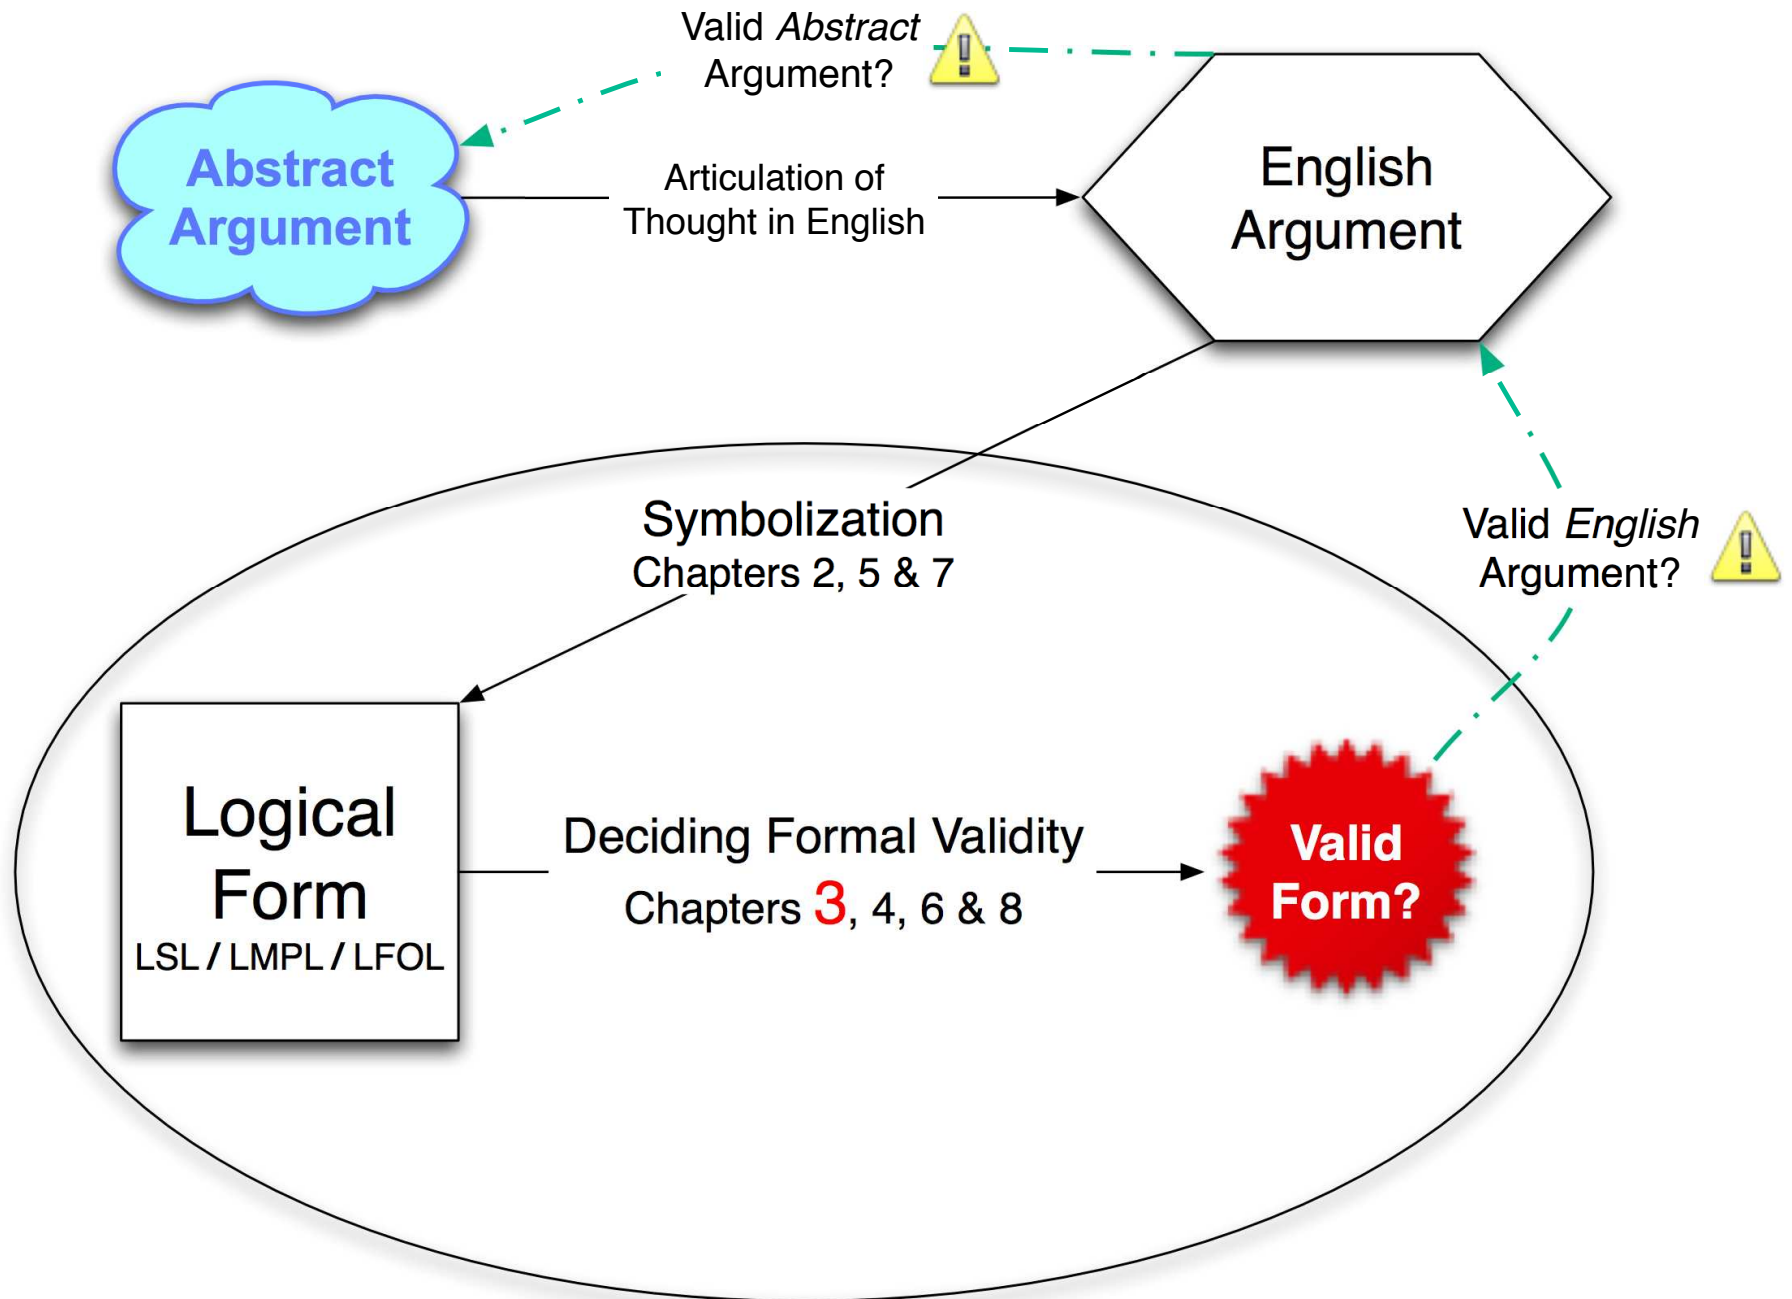 Valid Abstract
Argument?
Abstract
Argument
Articulation of
Thought in English
English
Argument
Symbolization
Chapters 2, 5 & 7
Valid English
Argument?
Logical
Form
LSL / LMPL / LFOL
Deciding Formal Validity
Chapters 3, 4, 6 & 8
Valid
Form?